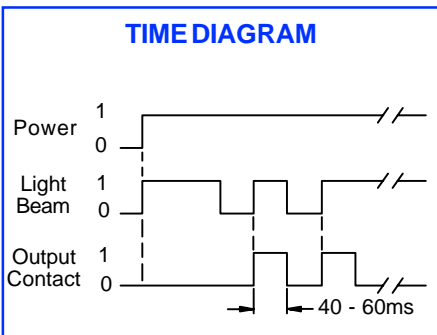 TIME DIAGRAM
Power 1
0
Light Beam 1
0
Output Contact 1
0
40 - 60ms